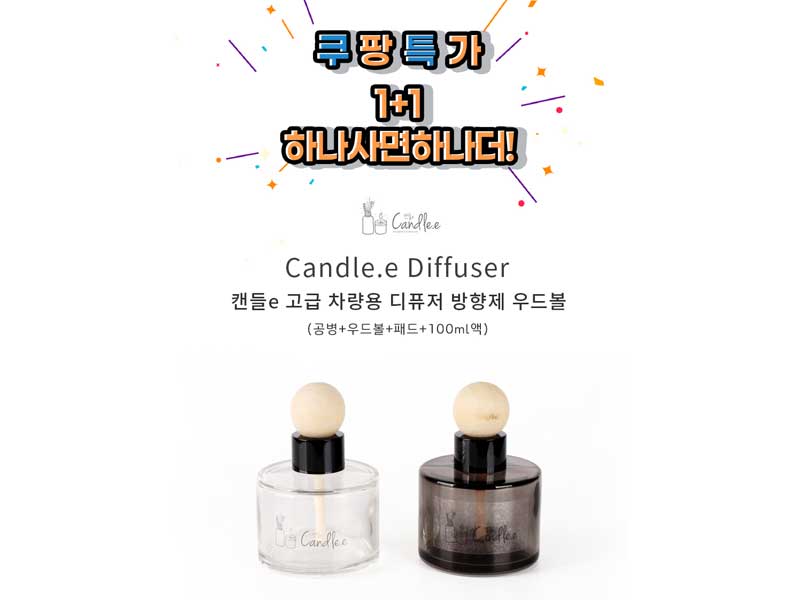 쿠팡특가
1+1
하나사면하나더!
Candle.e
Candle.e Diffuser
캔들e 고급 차량용 디퓨저 방향제 우드볼
(공병+우드볼+패드+100ml액)
Candle.e
Candle.e